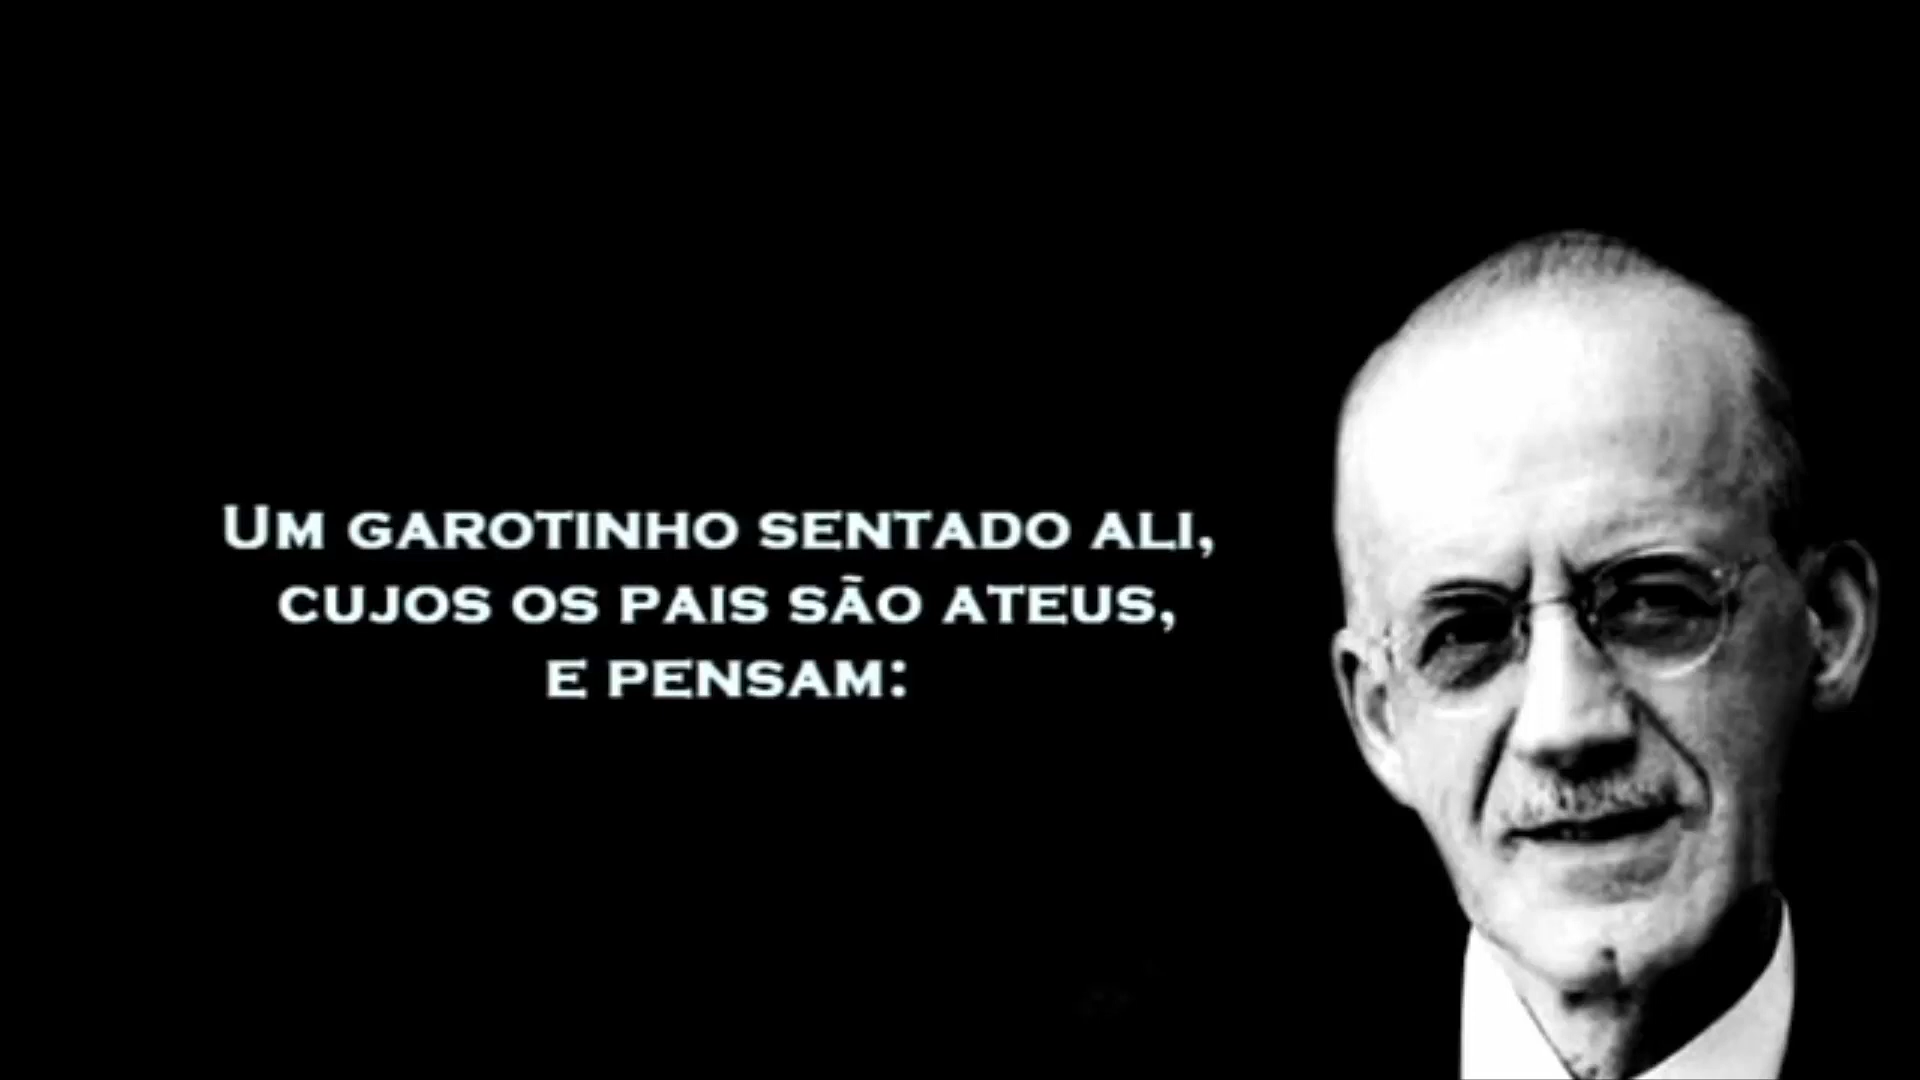 Um garotinho sentado ali,
cujos os pais são ateus,
e pensam: